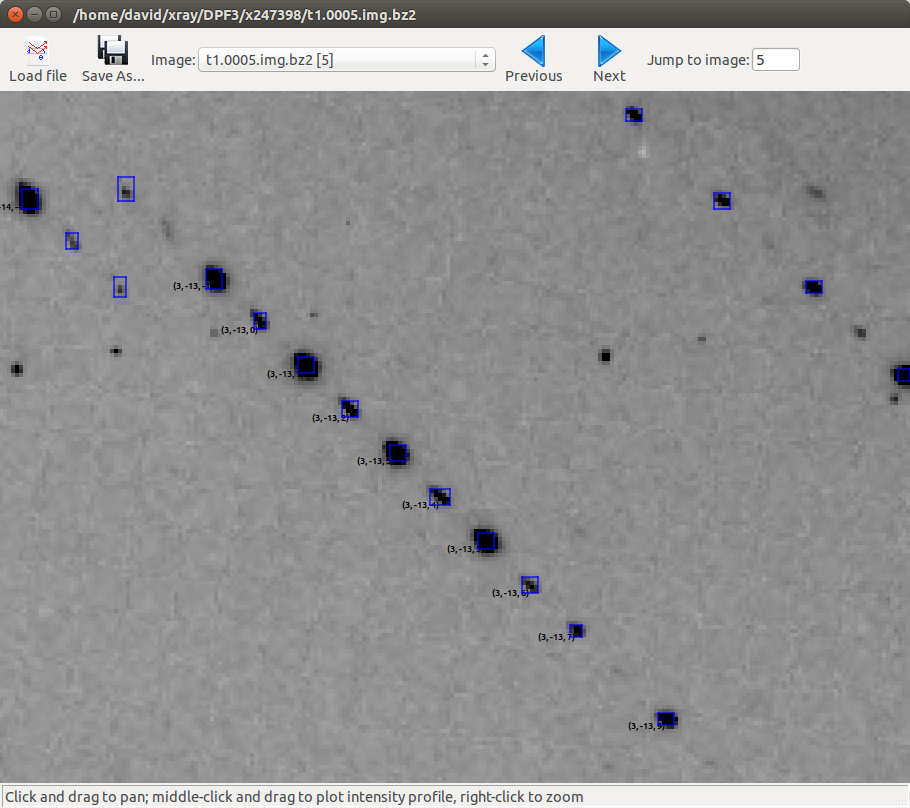 /home/david/xray/DPF3/x247398/t1.0005.img.bz2
Load file
Save As...
Image:
t1.0005.img.bz2 [5]
Previous
Next
Jump to image:
5
(3,-13,0)
(3,-13,
(3,-13,2)
(3,-13,
(3,-13,4)
(3,-13,5)
(3,-13,6)
(3,-13,7)
(3,-13,9)
Click and drag to pan; middle-click and drag to plot intensity profile, right-click to zoom